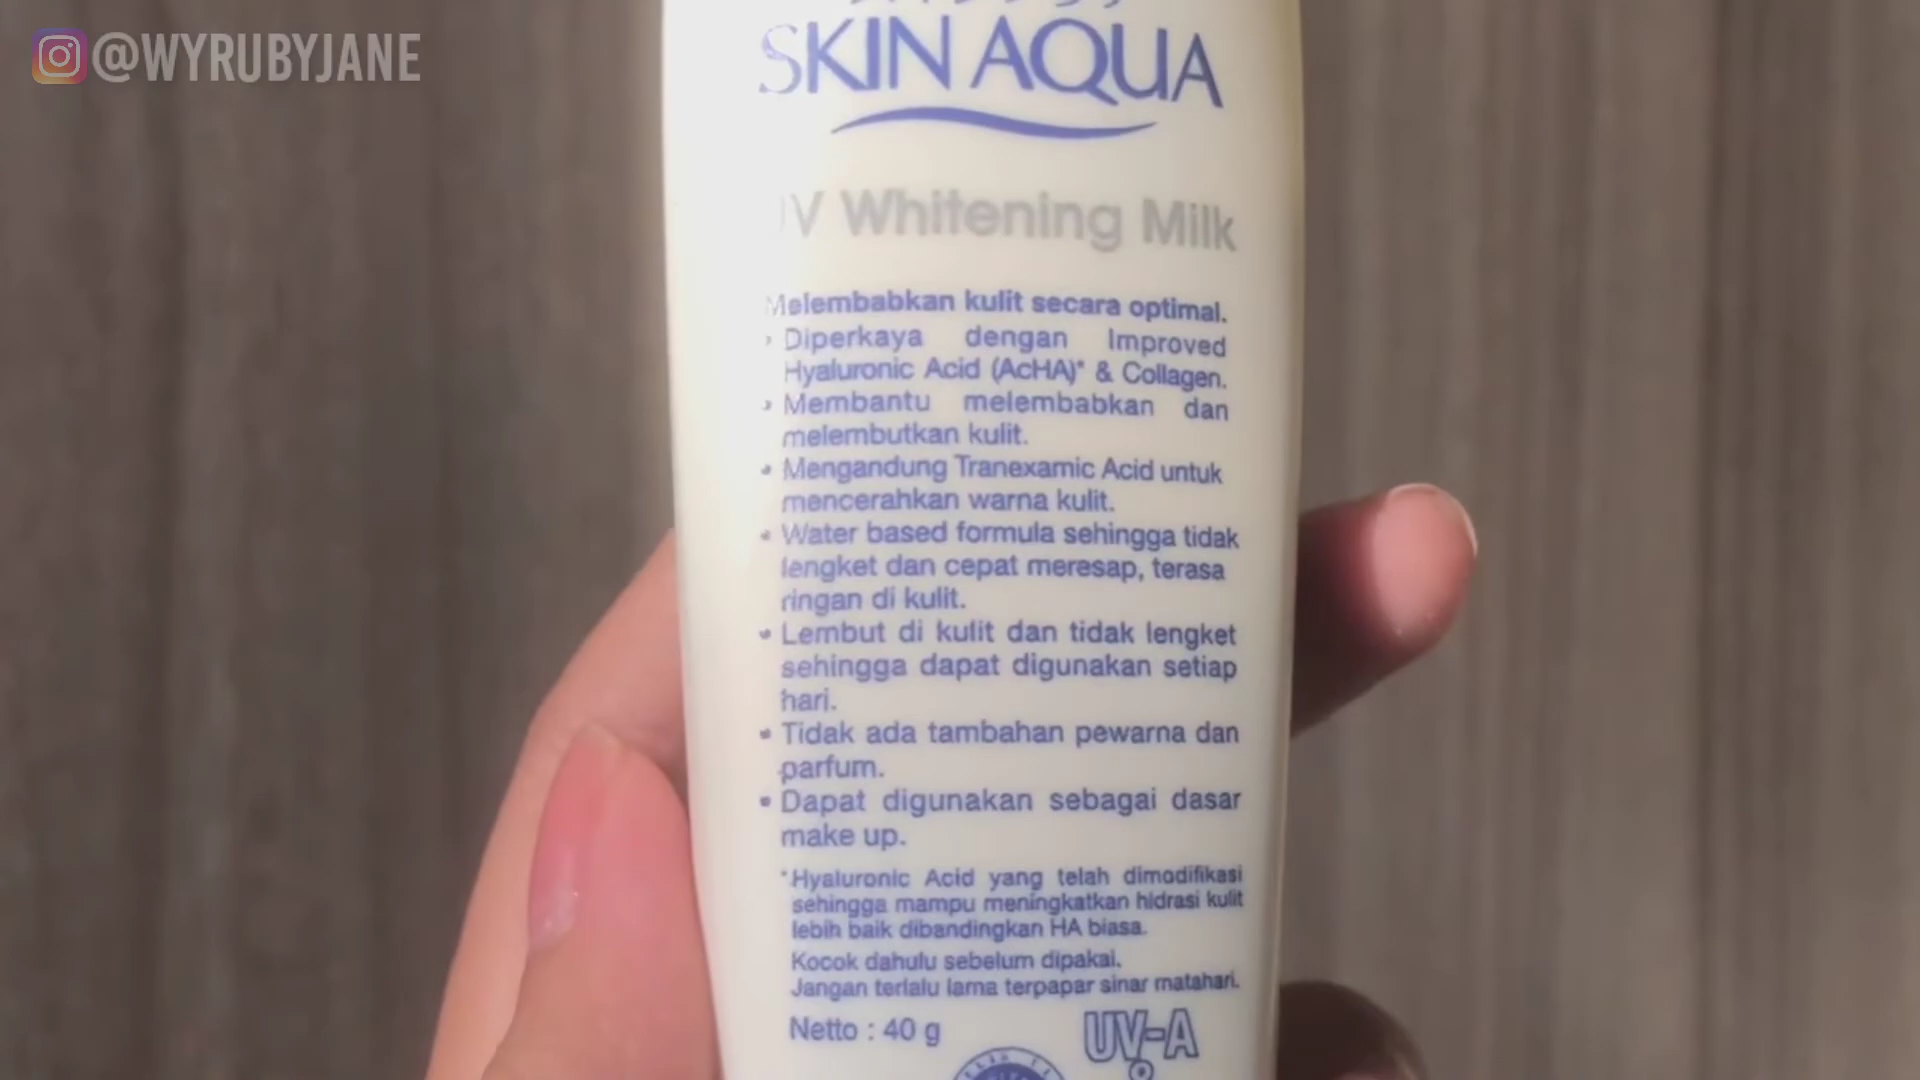 @WYRUBYJANE
SKIN AQUA
UV Whitening Milk
Melembabkan kulit secara optimal.
Diperkaya dengan Improved
Hyaluronic Acid (AcHA)* & Collagen.
Membantu melembabkan dan
melembutkan kulit.
• Mengandung Tranexamic Acid untuk
mencerahkan warna kulit.
• Water based formula sehingga tidak
lengket dan cepat meresap, terasa
ringan di kulit.
• Lembut di kulit dan tidak lengket
sehingga dapat digunakan setiap
hari.
• Tidak ada tambahan pewarna dan
parfum.
• Dapat digunakan sebagai dasar
make up.
*Hyaluronic Acid yang telah dimodifikasi
sehingga mampu meningkatkan hidrasi kulit
lebih baik dibandingkan HA biasa.
Kocok dahulu sebelum dipakai.
Jangan terlalu lama terpapar sinar matahari.
Netto : 40 g
UV-A